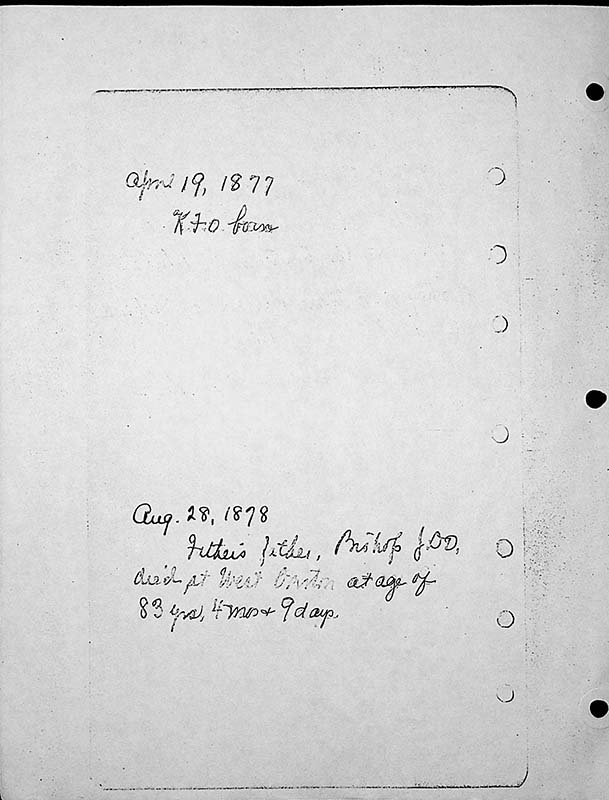 April 19, 1877
K.F.O. born
Aug. 28, 1878
Father's father, Bishop J.DD.
died at West at age of
83 yrs, 4 mos + 9 days.